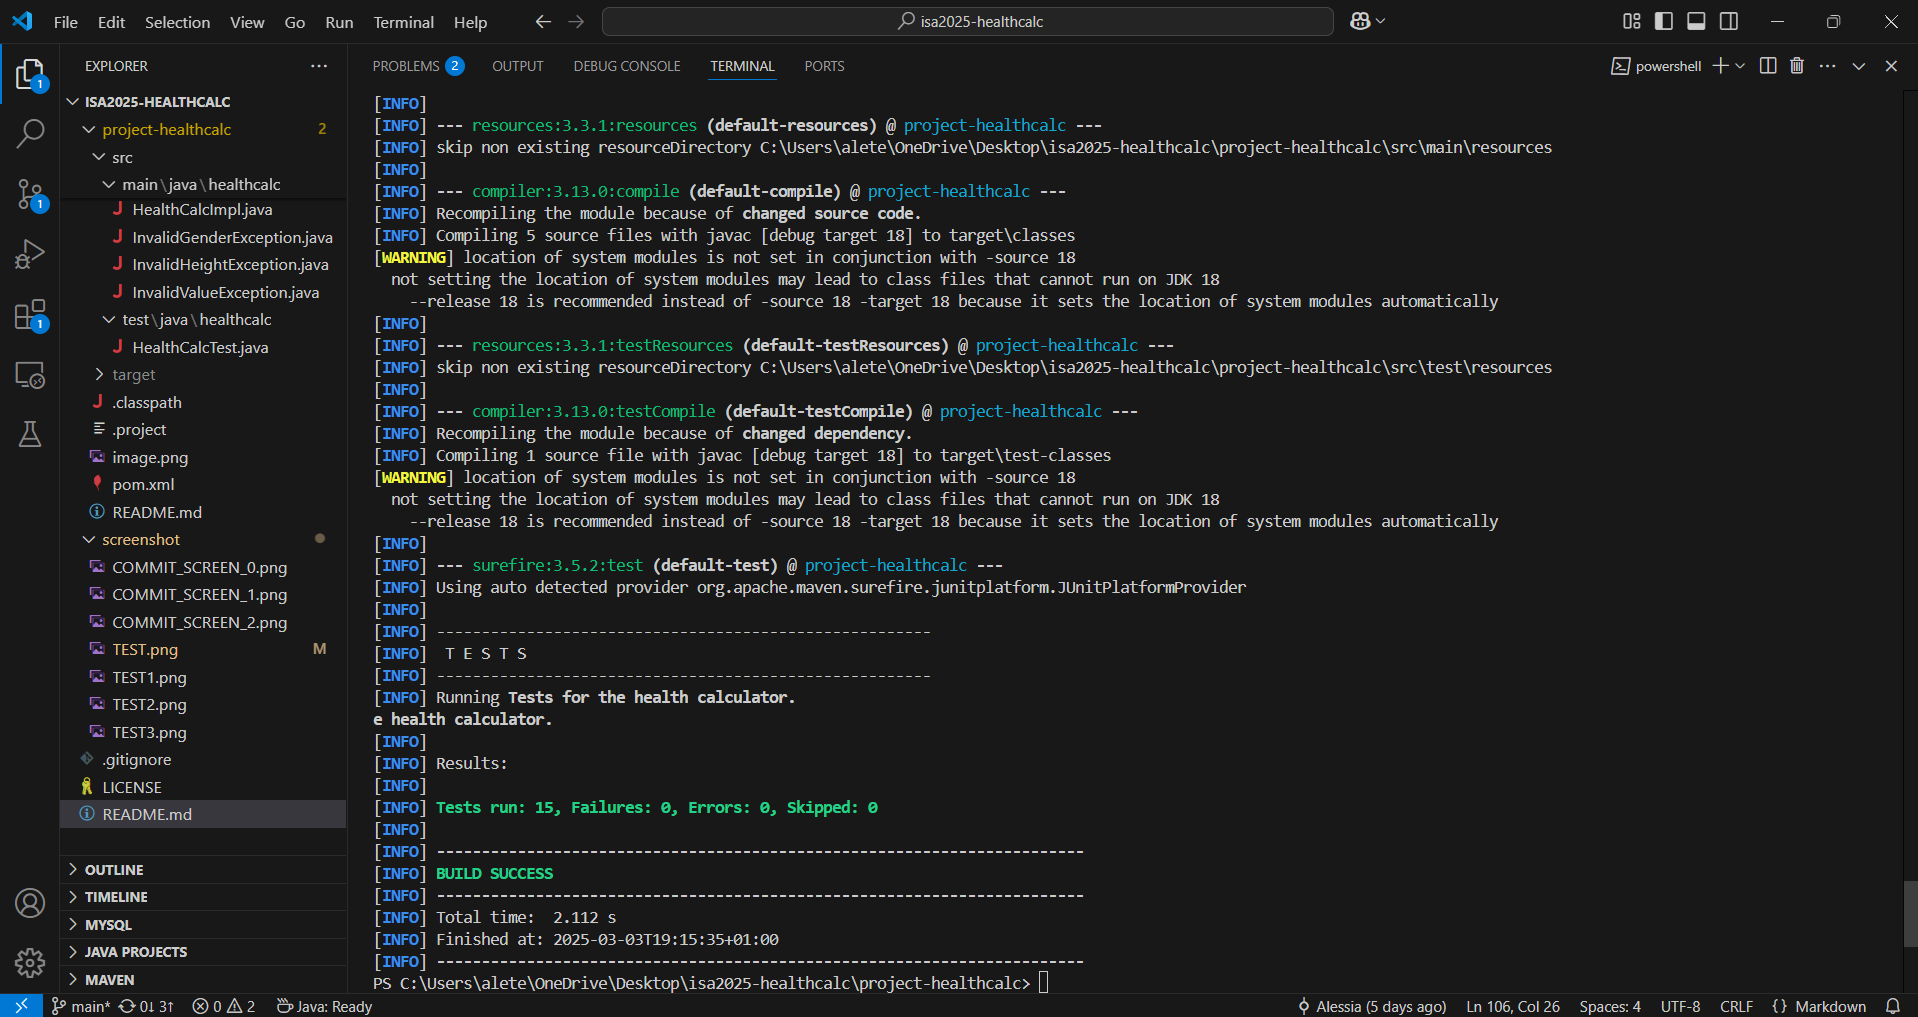 File Edit Selection View Go Run Terminal Help
isa2025-healthcalc
EXPLORER
ISA2025-HEALTHCALC
project-healthcalc 2
src
main\java\healthcalc
HealthCalcImpl.java
InvalidGenderException.java
InvalidHeightException.java
InvalidValueException.java
test\java\healthcalc
HealthCalcTest.java
target
.classpath
.project
image.png
pom.xml
README.md
screenshot
COMMIT_SCREEN_0.png
COMMIT_SCREEN_1.png
COMMIT_SCREEN_2.png
TEST.png M
TEST1.png
TEST2.png
TEST3.png
.gitignore
LICENSE
README.md
OUTLINE
TIMELINE
MYSQL
JAVA PROJECTS
MAVEN
1
1
1
PROBLEMS 2 OUTPUT DEBUG CONSOLE TERMINAL PORTS
powershell
[INFO]
[INFO] --- resources:3.3.1:resources (default-resources) @ project-healthcalc ---
[INFO] skip non existing resourceDirectory C:\Users\alete\OneDrive\Desktop\isa2025-healthcalc\project-healthcalc\src\main\resources
[INFO]
[INFO] --- compiler:3.13.0:compile (default-compile) @ project-healthcalc ---
[INFO] Recompiling the module because of changed source code.
[INFO] Compiling 5 source files with javac [debug target 18] to target\classes
[WARNING] location of system modules is not set in conjunction with -source 18
not setting the location of system modules may lead to class files that cannot run on JDK 18
--release 18 is recommended instead of -source 18 -target 18 because it sets the location of system modules automatically
[INFO]
[INFO] --- resources:3.3.1:testResources (default-testResources) @ project-healthcalc ---
[INFO] skip non existing resourceDirectory C:\Users\alete\OneDrive\Desktop\isa2025-healthcalc\project-healthcalc\src\test\resources
[INFO]
[INFO] --- compiler:3.13.0:testCompile (default-testCompile) @ project-healthcalc ---
[INFO] Recompiling the module because of changed dependency.
[INFO] Compiling 1 source file with javac [debug target 18] to target\test-classes
[WARNING] location of system modules is not set in conjunction with -source 18
not setting the location of system modules may lead to class files that cannot run on JDK 18
--release 18 is recommended instead of -source 18 -target 18 because it sets the location of system modules automatically
[INFO]
[INFO] --- surefire:3.5.2:test (default-test) @ project-healthcalc ---
[INFO] Using auto detected provider org.apache.maven.surefire.junitplatform.JUnitPlatformProvider
[INFO]
[INFO] -------------------------------------------------------
[INFO] T E S T S
[INFO] -------------------------------------------------------
[INFO] Running Tests for the health calculator.
e health calculator.
[INFO]
[INFO] Results:
[INFO]
[INFO] Tests run: 15, Failures: 0, Errors: 0, Skipped: 0
[INFO]
[INFO] ------------------------------------------------------------------------
[INFO] BUILD SUCCESS
[INFO] ------------------------------------------------------------------------
[INFO] Total time:  2.112 s
[INFO] Finished at: 2025-03-03T19:15:35+01:00
[INFO] ------------------------------------------------------------------------
PS C:\Users\alete\OneDrive\Desktop\isa2025-healthcalc\project-healthcalc>
main* 0↓ 3↑ 0 2 Java: Ready Alessia (5 days ago) Ln 106, Col 26 Spaces: 4 UTF-8 CRLF {} Markdown